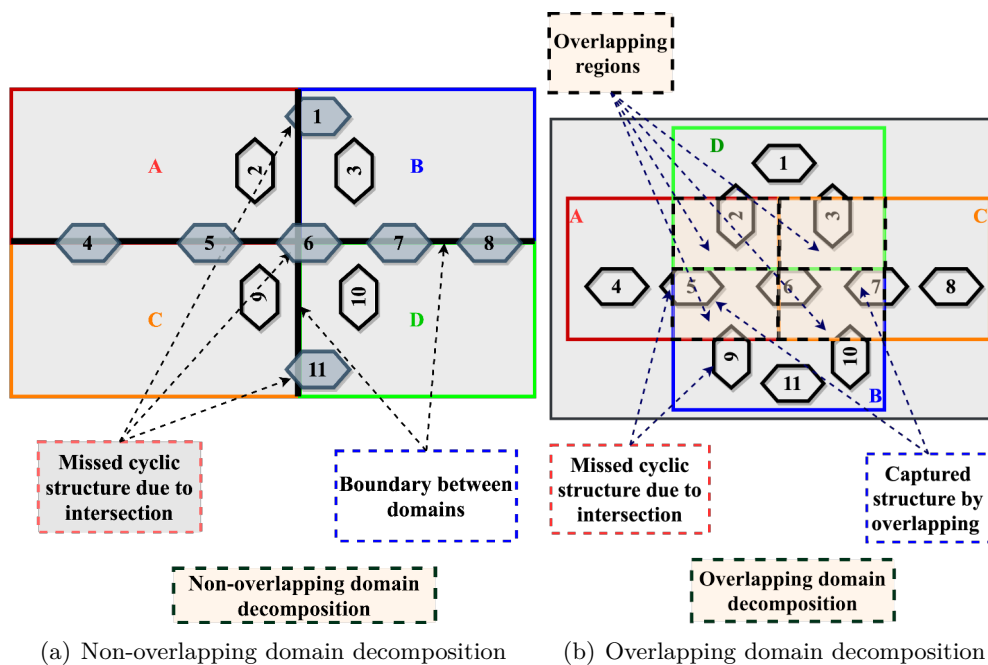 Overlapping
regions
1
2
3
A
B
4
5
6
7
8
9
10
C
D
11
Missed cyclic
structure due to
intersection
Boundary between
domains
Non-overlapping domain
decomposition
(a) Non-overlapping domain decomposition
D
1
2
3
A
C
4
5
6
7
8
9
10
11
B
Missed cyclic
structure due to
intersection
Captured
structure by
overlapping
Overlapping domain
decomposition
(b) Overlapping domain decomposition